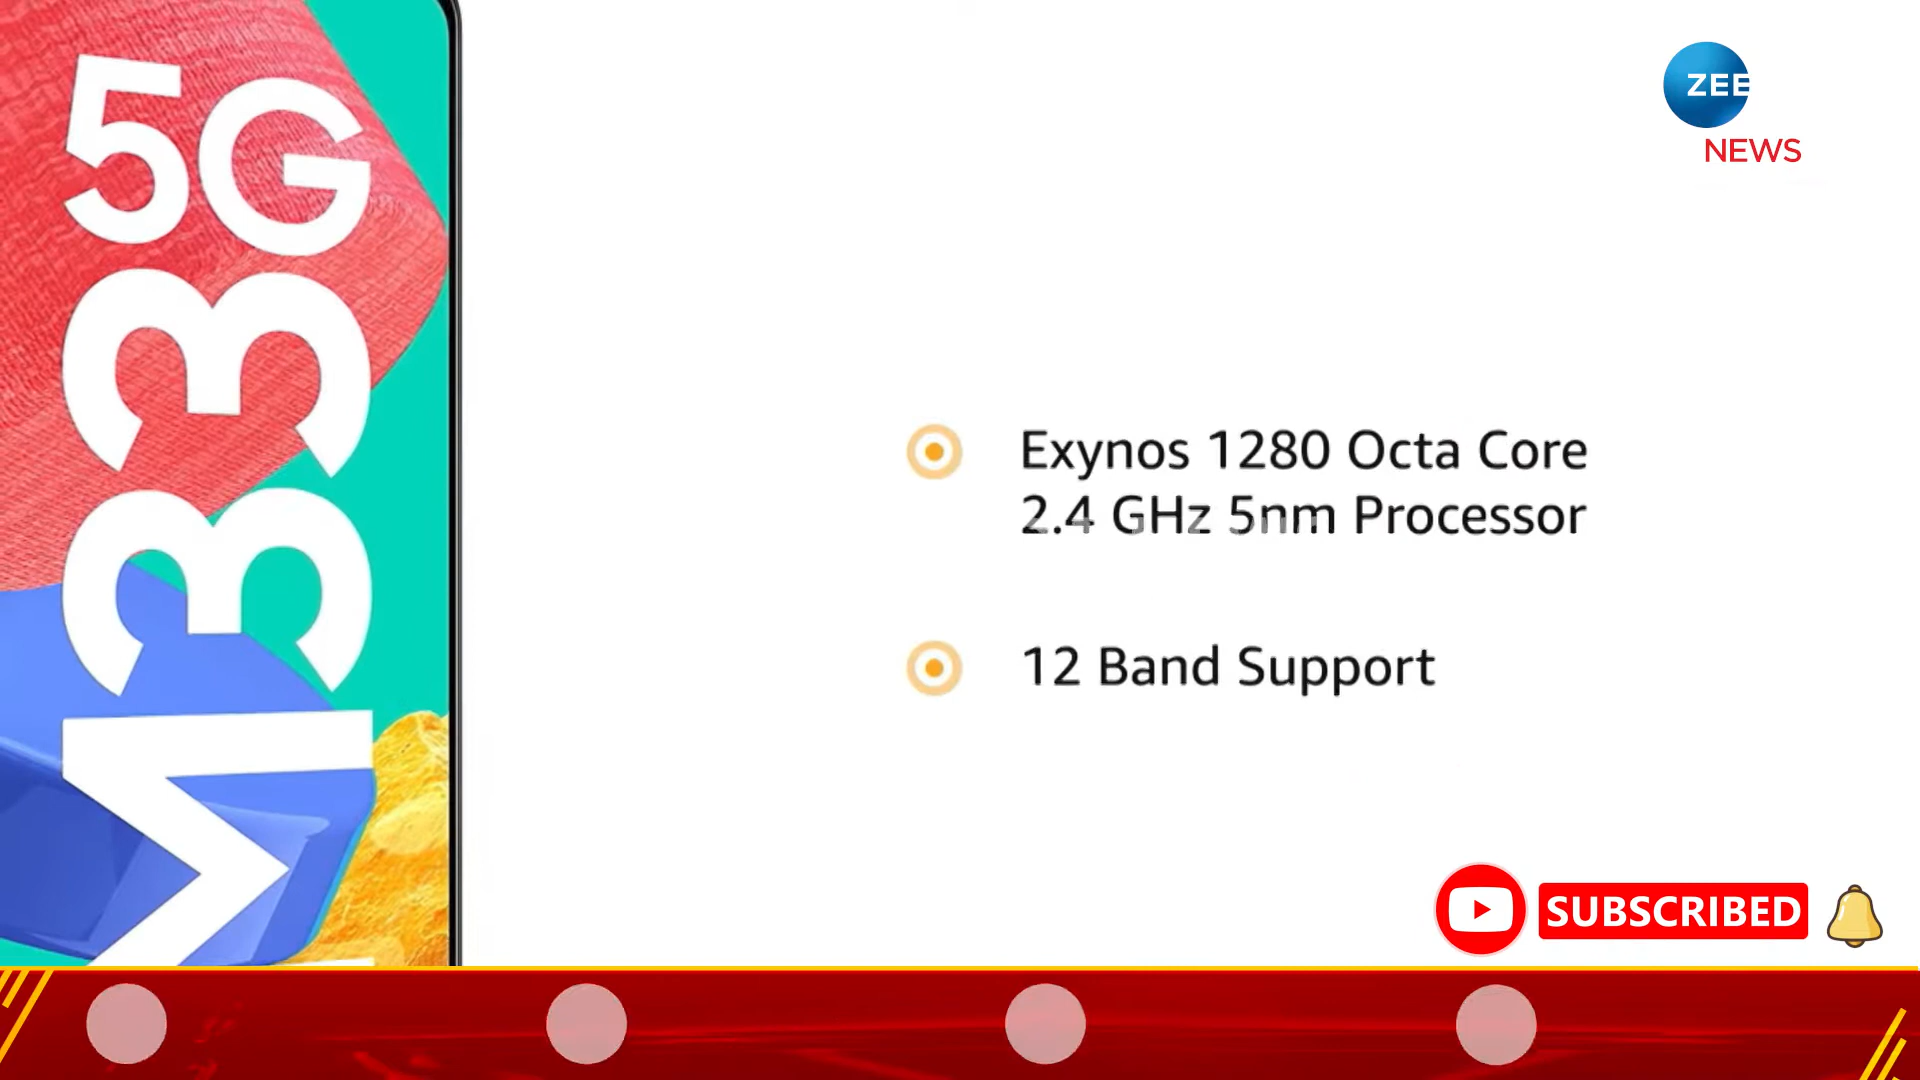 5G
M33
ZEE
NEWS
Exynos 1280 Octa Core
2.4 GHz 5nm Processor
12 Band Support
SUBSCRIBED